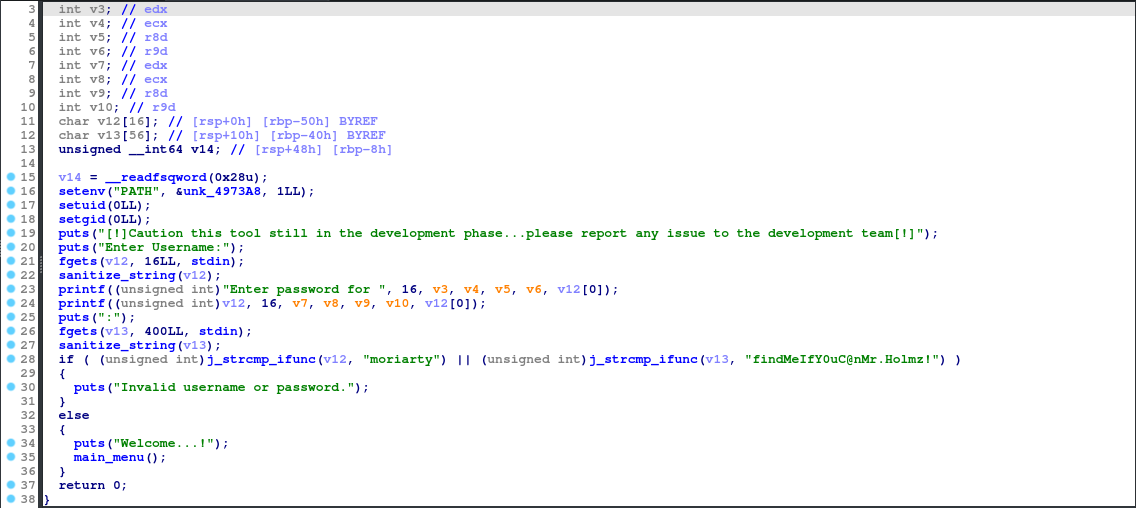 3 int v3; // edx
4 int v4; // ecx
5 int v5; // r8d
6 int v6; // r9d
7 int v7; // edx
8 int v8; // ecx
9 int v9; // r8d
10 int v10; // r9d
11 char v12[16]; // [rsp+0h] [rbp-50h] BYREF
12 char v13[56]; // [rsp+10h] [rbp-40h] BYREF
13 unsigned __int64 v14; // [rsp+48h] [rbp-8h]
14
15 v14 = __readfsqword(0x28u);
16 setenv("PATH", &unk_4973A8, 1LL);
17 setuid(0LL);
18 setgid(0LL);
19 puts("[!]Caution this tool still in the development phase...please report any issue to the development team[!]");
20 puts("Enter Username:");
21 fgets(v12, 16LL, stdin);
22 sanitize_string(v12);
23 printf((unsigned int)"Enter password for ", 16, v3, v4, v5, v6, v12[0]);
24 printf((unsigned int)v12, 16, v7, v8, v9, v10, v12[0]);
25 puts(":");
26 fgets(v13, 400LL, stdin);
27 sanitize_string(v13);
28 if ( (unsigned int)j_strcmp_ifunc(v12, "moriarty") || (unsigned int)j_strcmp_ifunc(v13, "findMeIfY0uC@nMr.Holmz!") )
29 {
30 puts("Invalid username or password.");
31 }
32 else
33 {
34 puts("Welcome...!");
35 main_menu();
36 }
37 return 0;
38 }